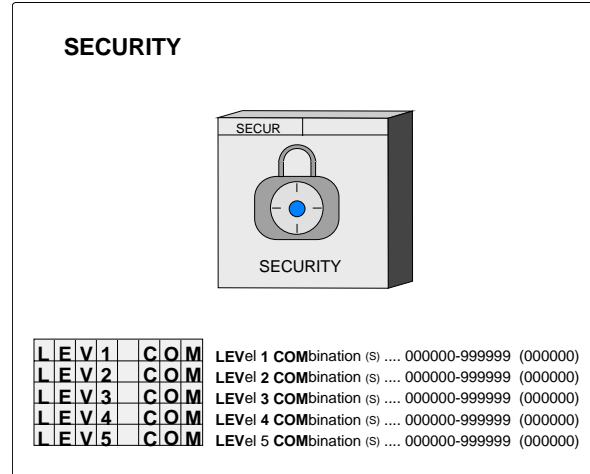 SECURITY
SECUR
SECURITY
LEV1 COM LEVel 1 COMbination (S) .... 000000-999999 (000000)
LEV2 COM LEVel 2 COMbination (S) .... 000000-999999 (000000)
LEV3 COM LEVel 3 COMbination (S) .... 000000-999999 (000000)
LEV4 COM LEVel 4 COMbination (S) .... 000000-999999 (000000)
LEV5 COM LEVel 5 COMbination (S) .... 000000-999999 (000000)